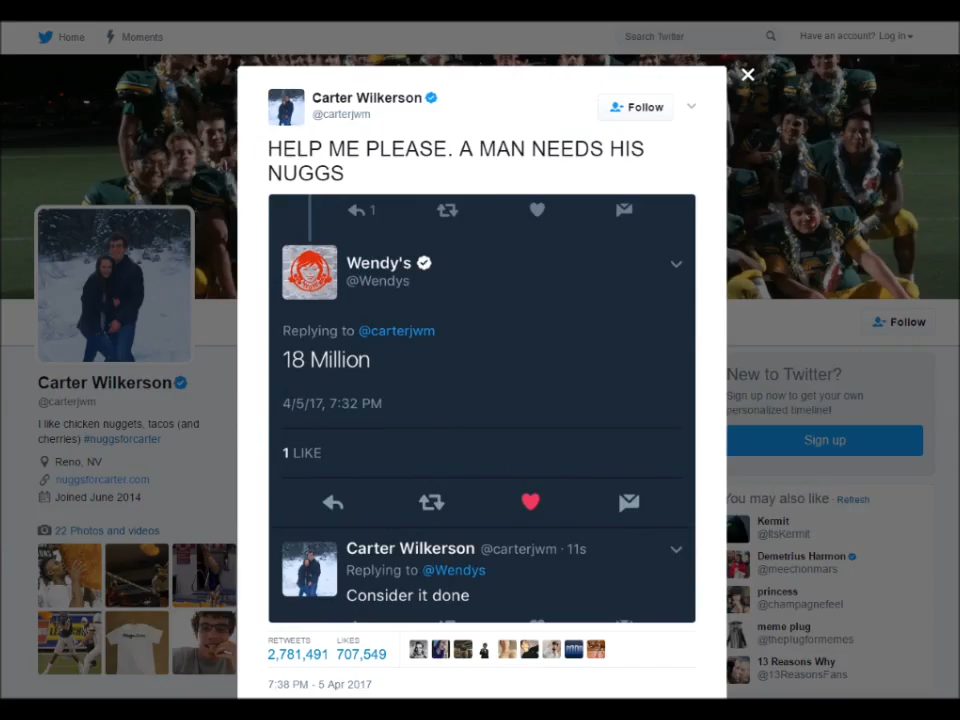 Home
Moments
Search Twitter
Have an account? Log in
Carter Wilkerson
@carterjwm
Follow
HELP ME PLEASE. A MAN NEEDS HIS
NUGGS
1
Wendy's
@Wendys
Replying to @carterjwm
18 Million
4/5/17, 7:32 PM
1 LIKE
Carter Wilkerson @carterjwm · 11s
Replying to @Wendys
Consider it done
RETWEETS LIKES
2,781,491 707,549
7:38 PM - 5 Apr 2017
Carter Wilkerson
@carterjwm
I like chicken nuggets, tacos (and
cherries) #nuggsforcarter
Reno, NV
nuggsforcarter.com
Joined June 2014
22 Photos and videos
Follow
New to Twitter?
Sign up now to get your own
personalized timeline!
Sign up
You may also like · Refresh
Kermit
@ItsKermit
Demetrius Harmon
@meechonmars
princess
@champagnefeel
meme plug
@theplugformemes
13 Reasons Why
@13ReasonsFans